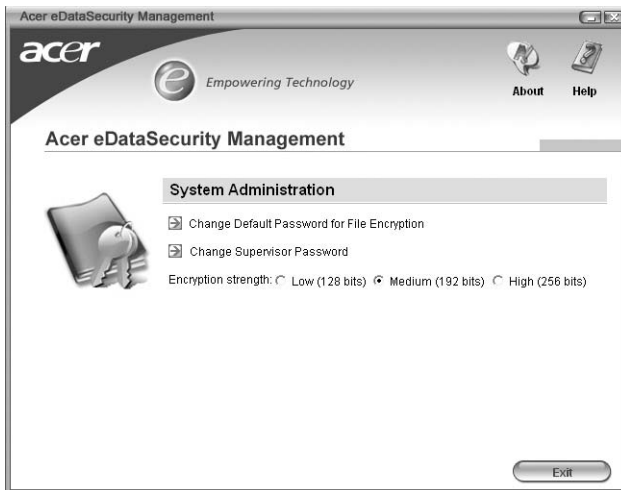 Acer eDataSecurity Management
acer
e Empowering Technology
About Help
Acer eDataSecurity Management
System Administration
Change Default Password for File Encryption
Change Supervisor Password
Encryption strength: Low (128 bits) Medium (192 bits) High (256 bits)
Exit